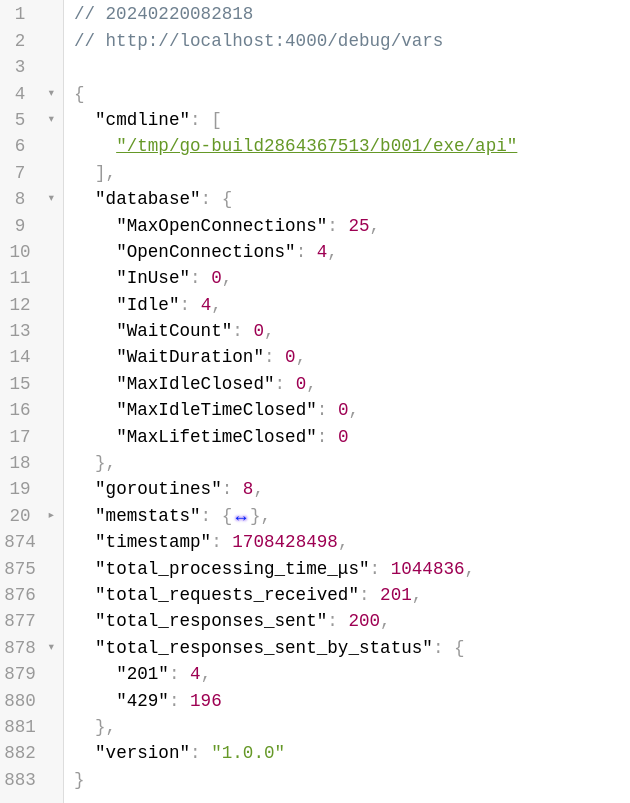 1 // 20240220082818
2 // http://localhost:4000/debug/vars
3
4 ▾ {
5 ▾   "cmdline": [
6       "/tmp/go-build2864367513/b001/exe/api"
7     ],
8 ▾   "database": {
9       "MaxOpenConnections": 25,
10      "OpenConnections": 4,
11      "InUse": 0,
12      "Idle": 4,
13      "WaitCount": 0,
14      "WaitDuration": 0,
15      "MaxIdleClosed": 0,
16      "MaxIdleTimeClosed": 0,
17      "MaxLifetimeClosed": 0
18    },
19    "goroutines": 8,
20 ▸  "memstats": {↔},
874   "timestamp": 1708428498,
875   "total_processing_time_μs": 1044836,
876   "total_requests_received": 201,
877   "total_responses_sent": 200,
878 ▾ "total_responses_sent_by_status": {
879     "201": 4,
880     "429": 196
881   },
882   "version": "1.0.0"
883 }